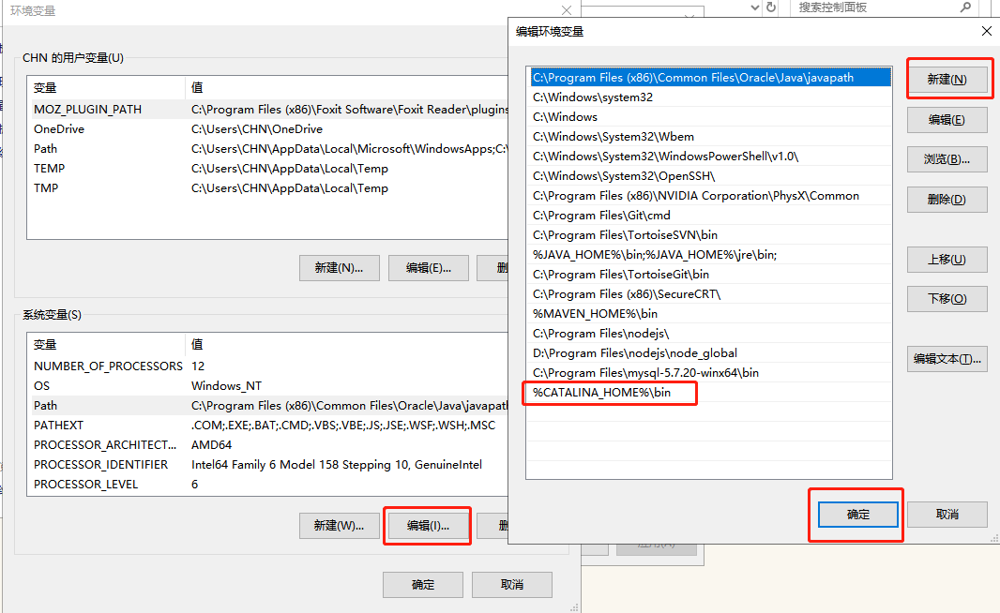 环境变量
搜索控制面板
CHN 的用户变量(U)
变量 值
MOZ_PLUGIN_PATH C:\Program Files (x86)\Foxit Software\Foxit Reader\plugins
OneDrive C:\Users\CHN\OneDrive
Path C:\Users\CHN\AppData\Local\Microsoft\WindowsApps;C:\
TEMP C:\Users\CHN\AppData\Local\Temp
TMP C:\Users\CHN\AppData\Local\Temp
新建(N)... 编辑(E)... 删
系统变量(S)
变量 值
NUMBER_OF_PROCESSORS 12
OS Windows_NT
Path C:\Program Files (x86)\Common Files\Oracle\Java\javapath
PATHEXT .COM;.EXE;.BAT;.CMD;.VBS;.VBE;.JS;.JSE;.WSF;.WSH;.MSC
PROCESSOR_ARCHITECT... AMD64
PROCESSOR_IDENTIFIER Intel64 Family 6 Model 158 Stepping 10, GenuineIntel
PROCESSOR_LEVEL 6
新建(W)... 编辑(I)... 删
确定 取消
编辑环境变量
C:\Program Files (x86)\Common Files\Oracle\Java\javapath
C:\Windows\system32
C:\Windows
C:\Windows\System32\Wbem
C:\Windows\System32\WindowsPowerShell\v1.0\
C:\Windows\System32\OpenSSH\
C:\Program Files (x86)\NVIDIA Corporation\PhysX\Common
C:\Program Files\Git\cmd
C:\Program Files\TortoiseSVN\bin
%JAVA_HOME%\bin;%JAVA_HOME%\jre\bin;
C:\Program Files\TortoiseGit\bin
C:\Program Files (x86)\SecureCRT\
%MAVEN_HOME%\bin
C:\Program Files\nodejs\
D:\Program Files\nodejs\node_global
C:\Program Files\mysql-5.7.20-winx64\bin
%CATALINA_HOME%\bin
新建(N)
编辑(E)
浏览(B)...
删除(D)
上移(U)
下移(O)
编辑文本(T)...
确定 取消
应用(A)